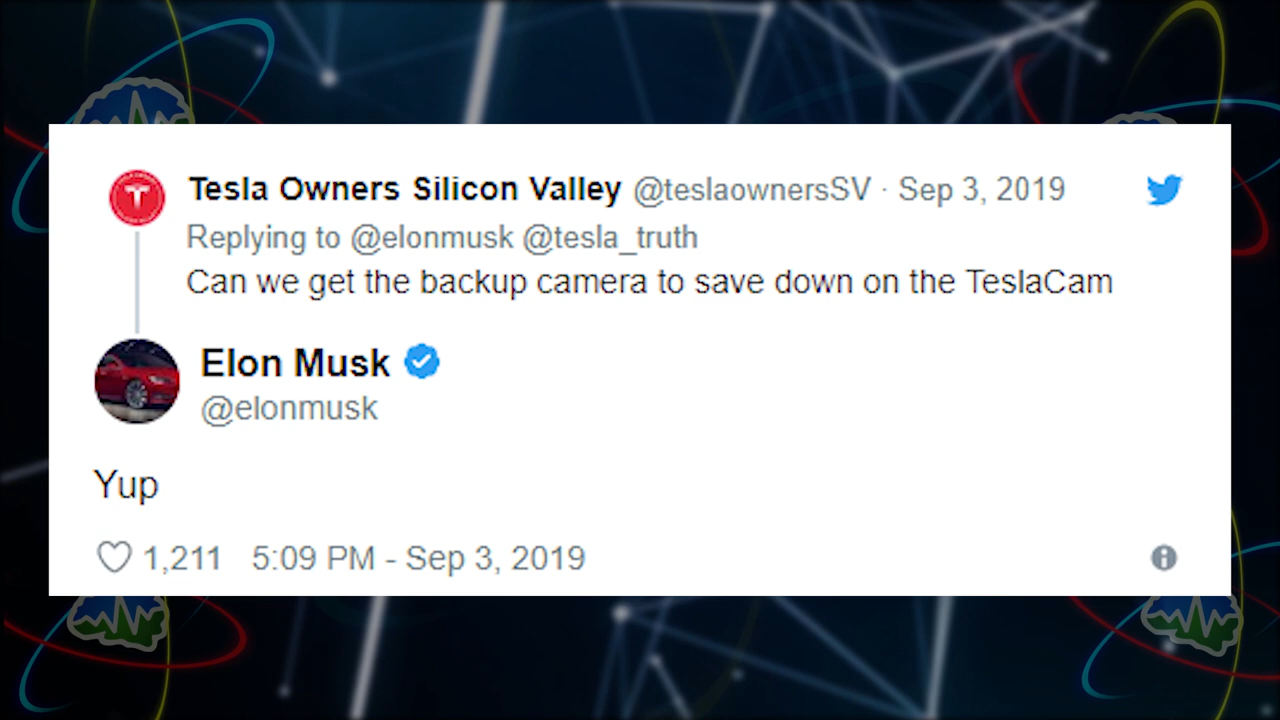 Tesla Owners Silicon Valley @teslaownersSV · Sep 3, 2019
Replying to @elonmusk @tesla_truth
Can we get the backup camera to save down on the TeslaCam
Elon Musk
@elonmusk
Yup
1,211 5:09 PM - Sep 3, 2019